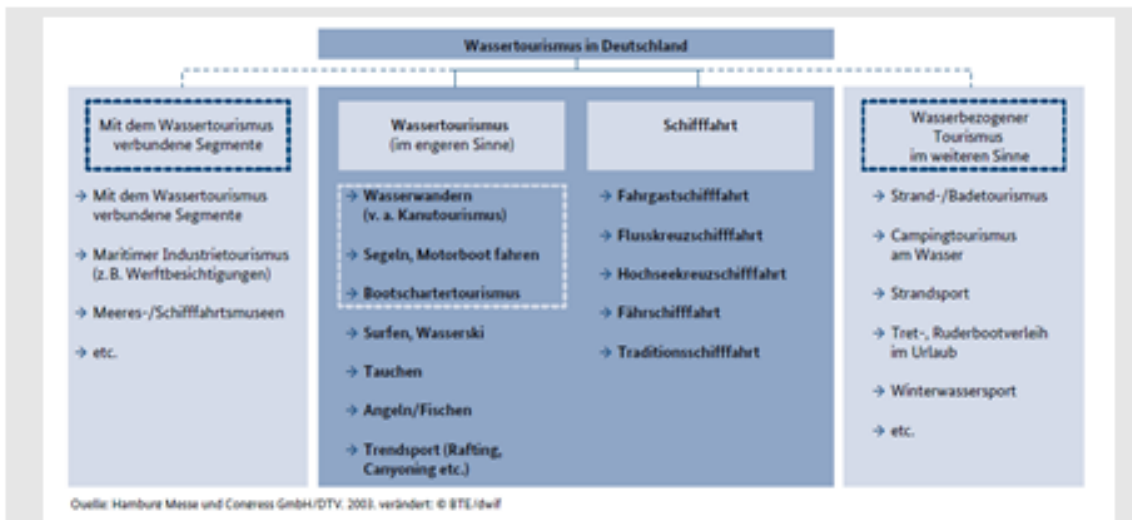 Wassertourismus in Deutschland
Mit dem Wassertourismus
verbundene Segmente
→ Mit dem Wassertourismus
verbundene Segmente
→ Maritimer Industrietourismus
(z. B. Werftbesichtigungen)
→ Meeres-/Schifffahrtsmuseen
→ etc.
Wassertourismus
(im engeren Sinne)
→ Wasserwandern
(v. a. Kanutourismus)
→ Segeln, Motorboot fahren
→ Bootschartertourismus
→ Surfen, Wasserski
→ Tauchen
→ Angeln/Fischen
→ Trendsport (Rafting,
Canyoning etc.)
Schifffahrt
→ Fahrgastschifffahrt
→ Flusskreuzschifffahrt
→ Hochseekreuzschifffahrt
→ Fährschifffahrt
→ Traditionsschifffahrt
Wasserbezogener
Tourismus
im weiteren Sinne
→ Strand-/Badetourismus
→ Campingtourismus
am Wasser
→ Strandsport
→ Tret-, Ruderbootverleih
im Urlaub
→ Winterwassersport
→ etc.
Quelle: Hamburg Messe und Congress GmbH/DTV, 2003, verändert: © BTE/dwif